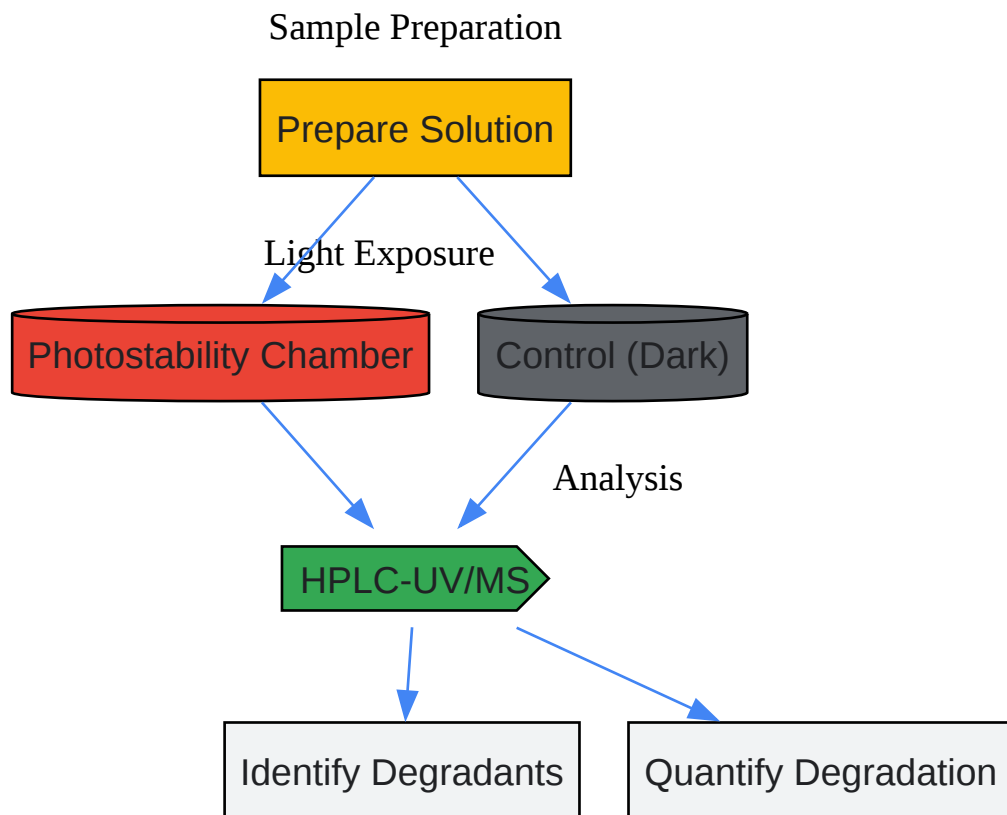 Sample Preparation
Prepare Solution
Light Exposure
Photostability Chamber
Control (Dark)
Analysis
HPLC-UV/MS
Identify Degradants
Quantify Degradation